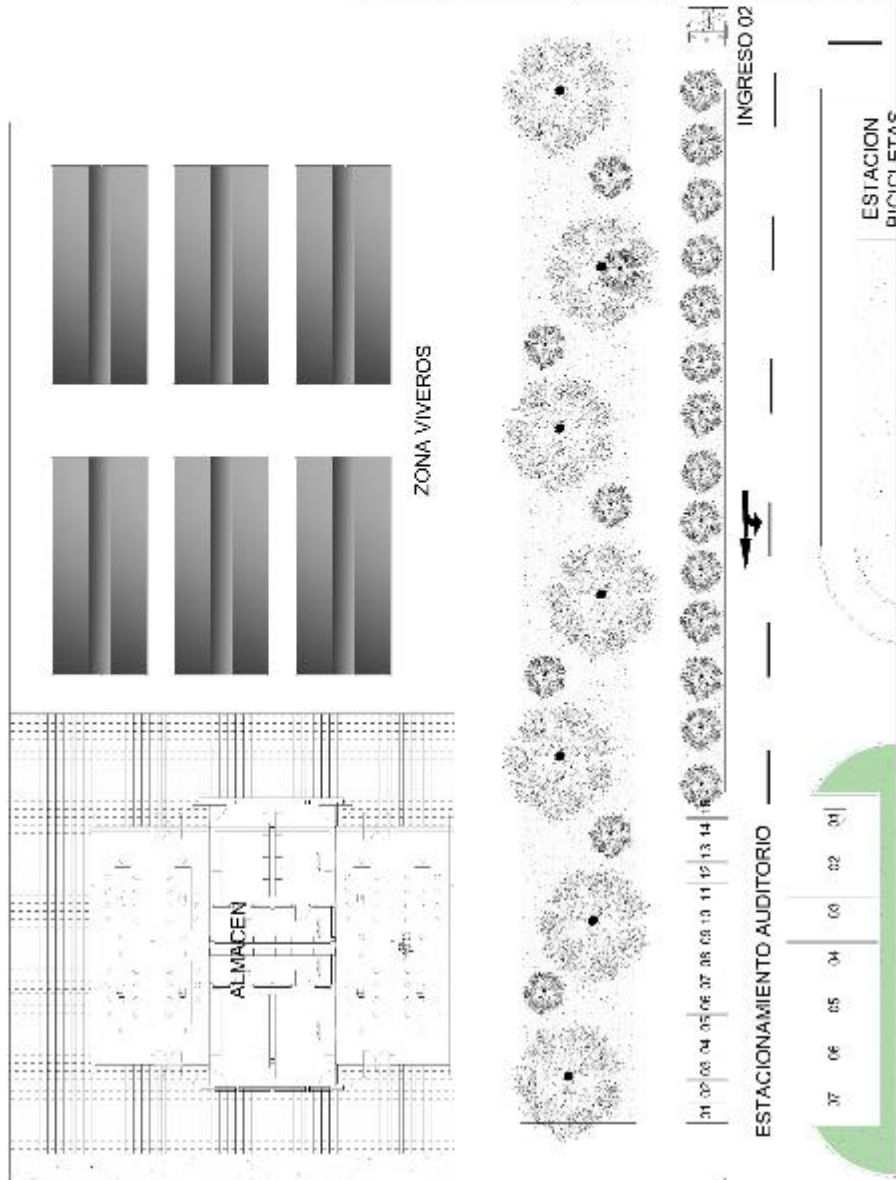 INGRESO 02
ESTACION
BICICLETAS
ZONA VIVEROS
ALMACEN
01 02 03 04 05 06 07 08 09 10 11 12 13 14 15
ESTACIONAMIENTO AUDITORIO
07 06 05 04 03 02 01